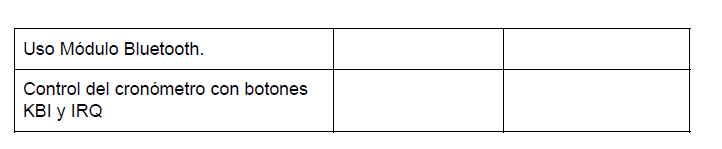 Uso Módulo Bluetooth.
Control del cronómetro con botones
KBI y IRQ